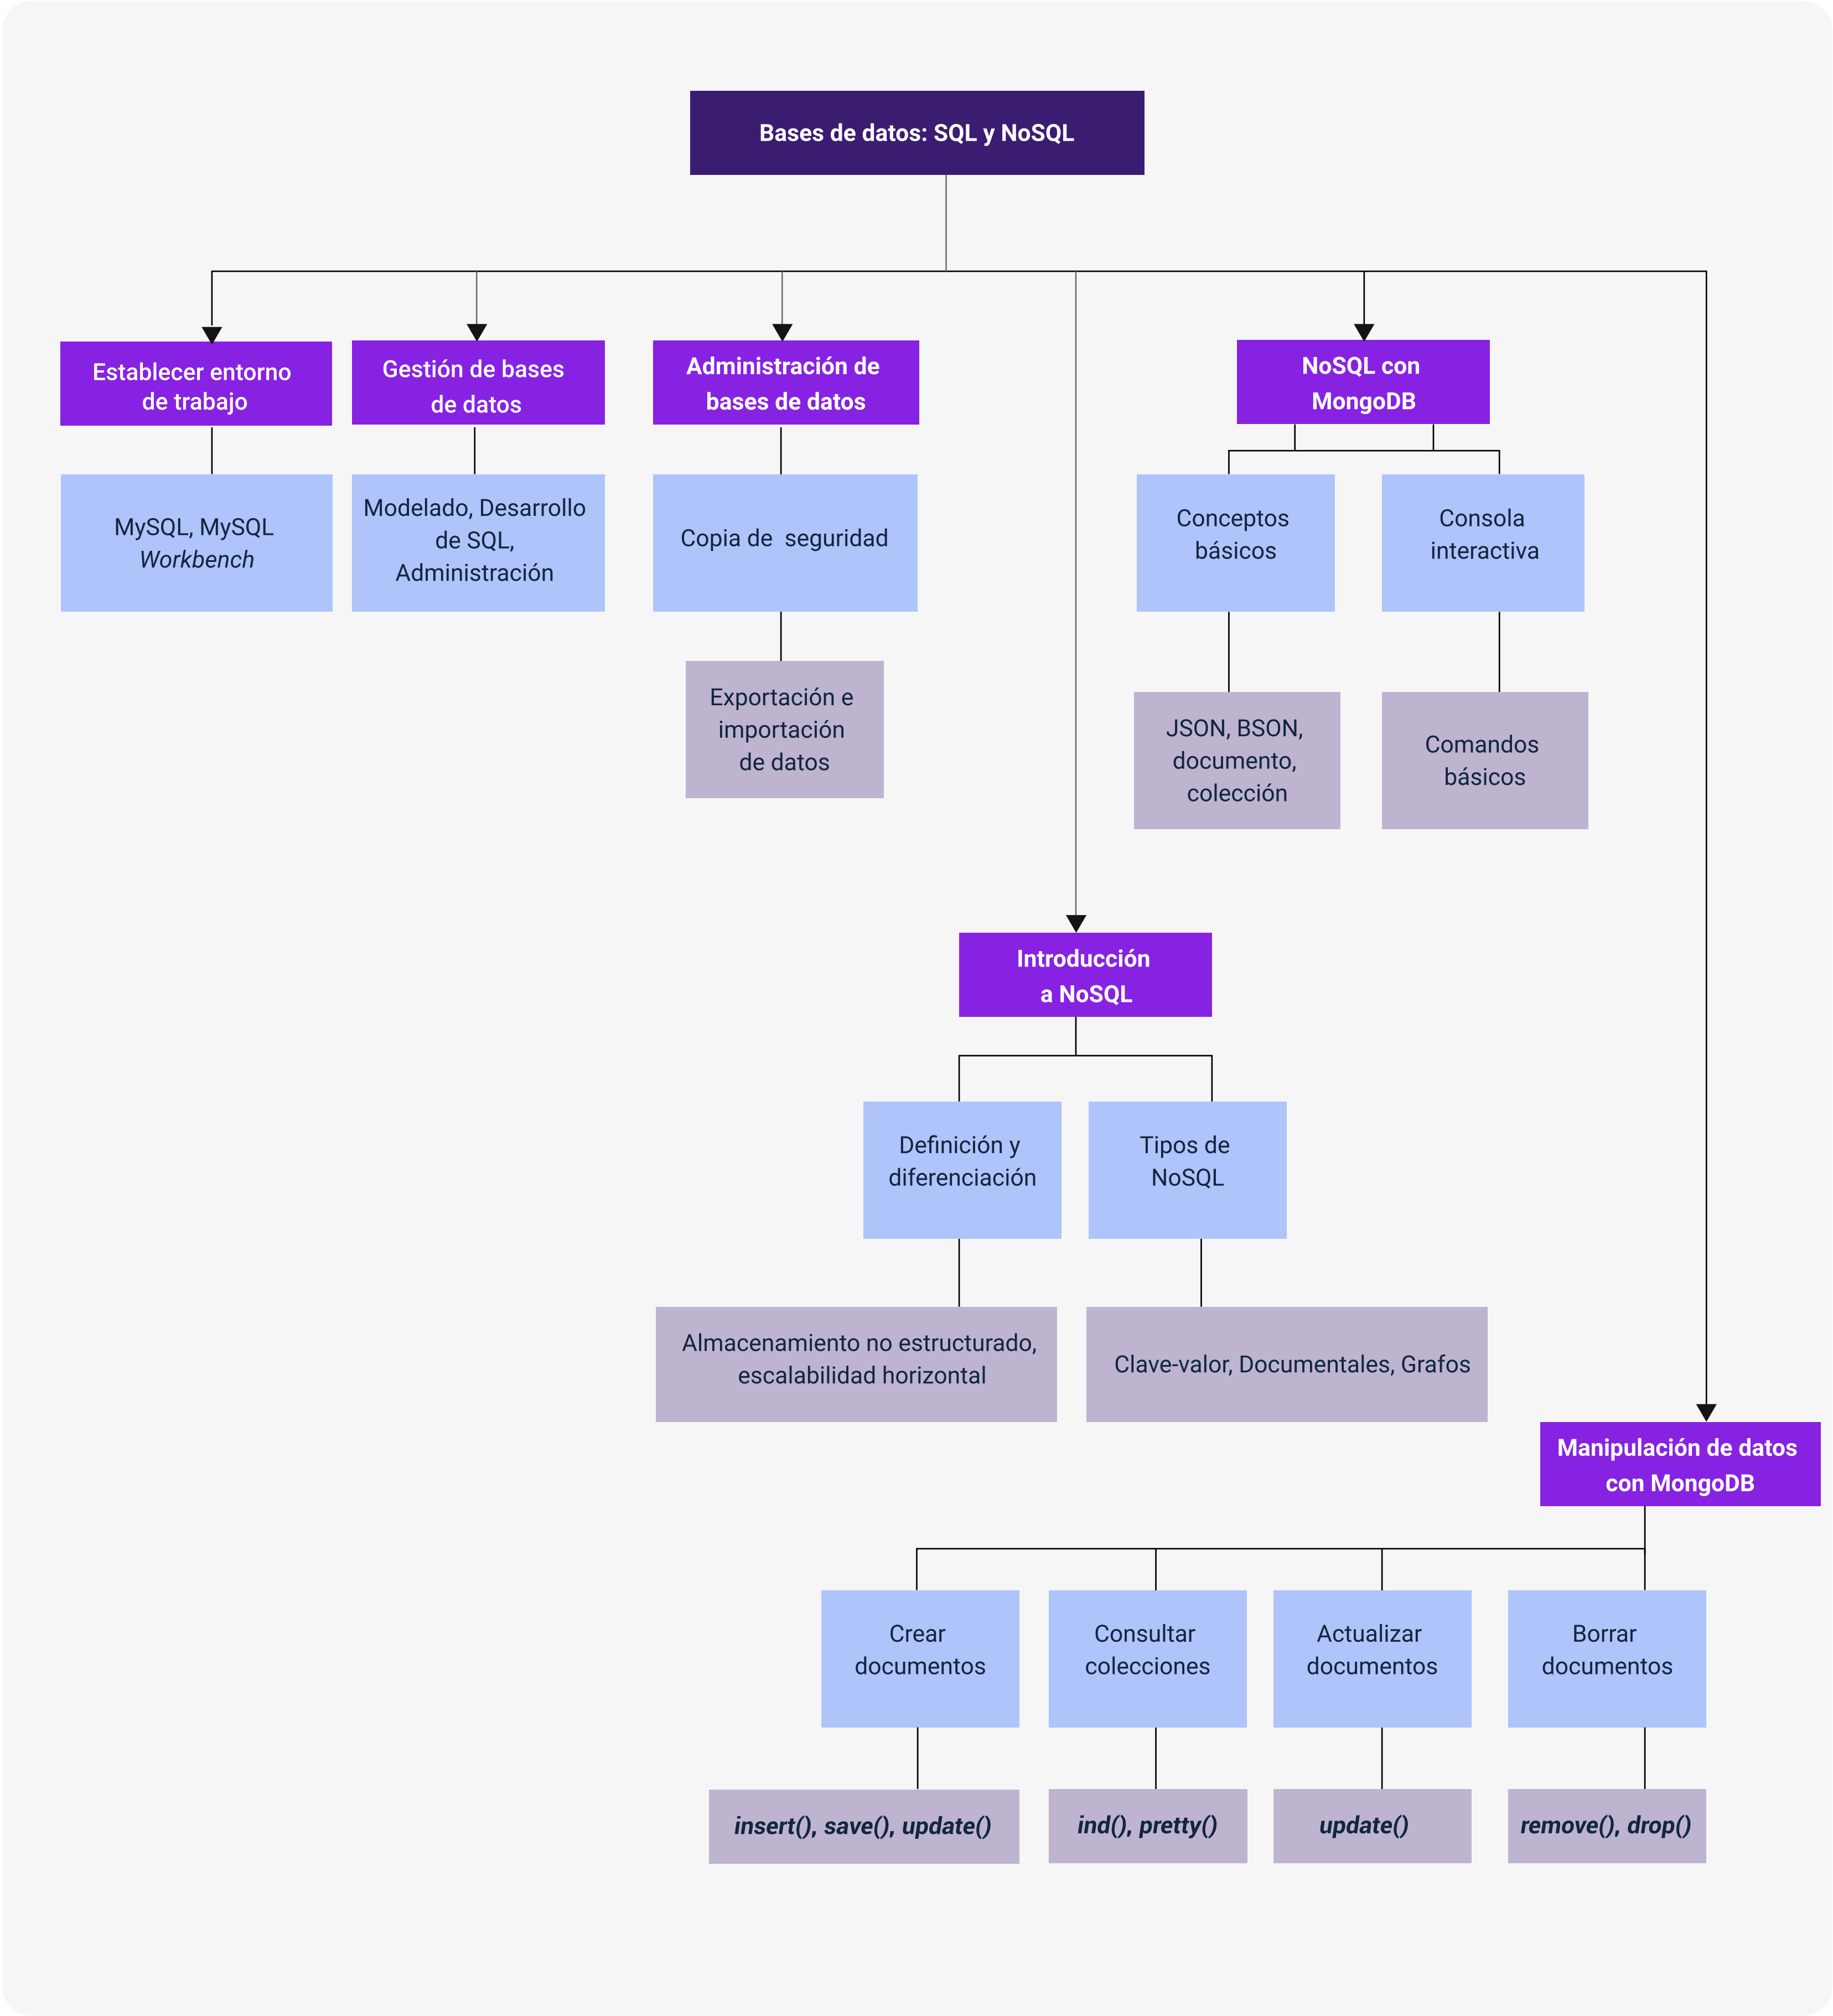 Bases de datos: SQL y NoSQL
Establecer entorno
de trabajo
Gestión de bases
de datos
Administración de
bases de datos
NoSQL con
MongoDB
MySQL, MySQL
Workbench
Modelado, Desarrollo
de SQL,
Administración
Copia de  seguridad
Conceptos
básicos
Consola
interactiva
Exportación e
importación
de datos
JSON, BSON,
documento,
colección
Comandos
básicos
Introducción
a NoSQL
Definición y
diferenciación
Tipos de
NoSQL
Almacenamiento no estructurado,
escalabilidad horizontal
Clave-valor, Documentales, Grafos
Manipulación de datos
con MongoDB
Crear
documentos
Consultar
colecciones
Actualizar
documentos
Borrar
documentos
insert(), save(), update()
ind(), pretty()
update()
remove(), drop()